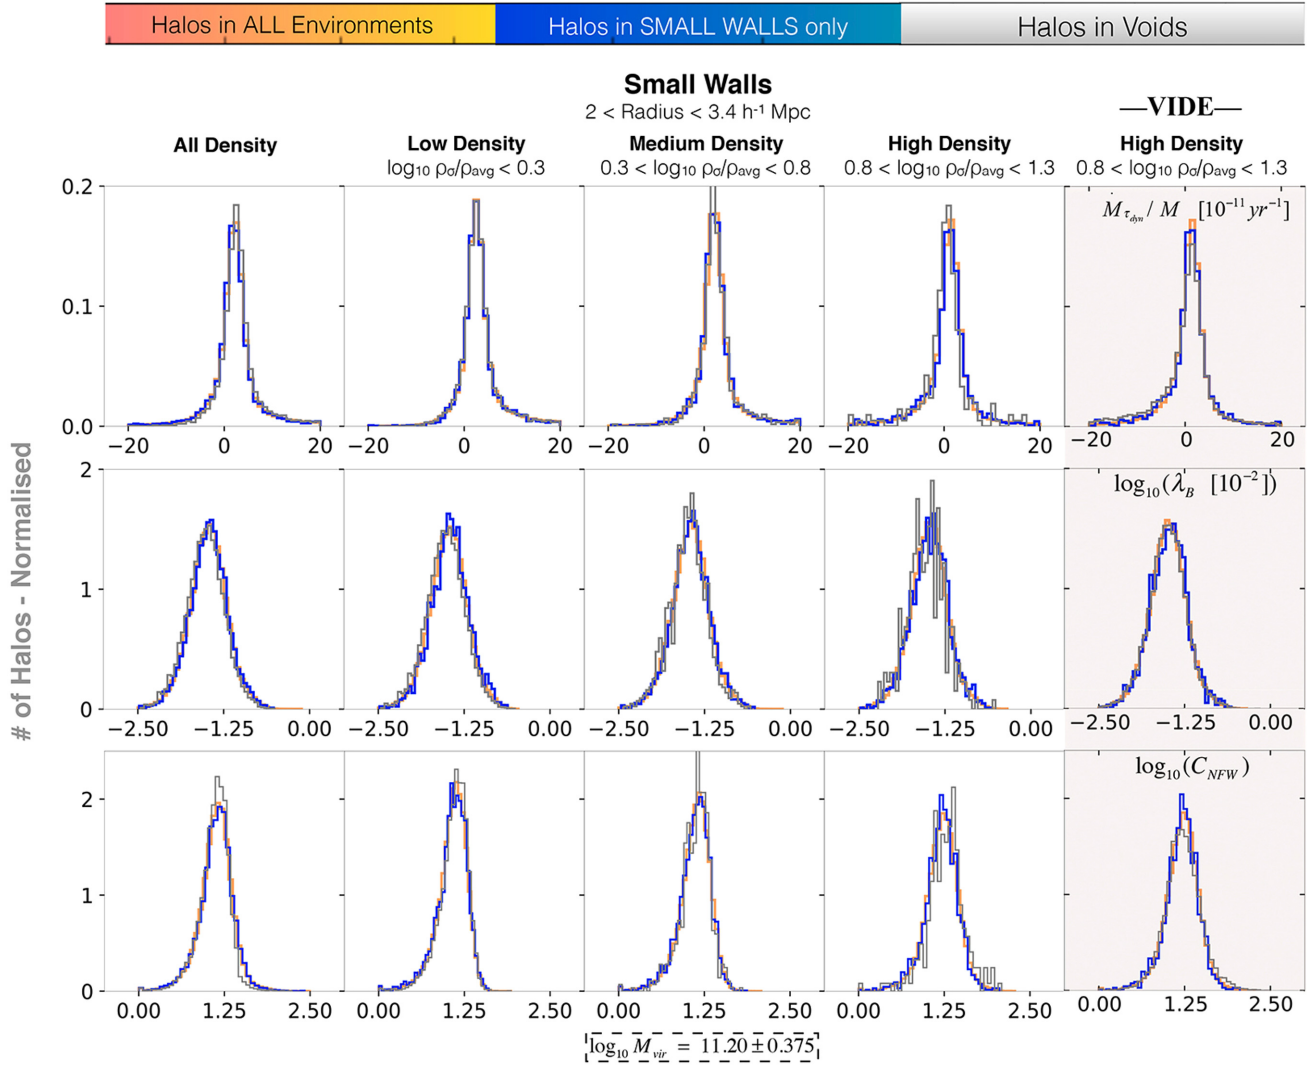 Halos in ALL Environments Halos in SMALL WALLS only Halos in Voids
Small Walls
2 < Radius < 3.4 h⁻¹ Mpc
—VIDE—
All Density Low Density Medium Density High Density High Density
log₁₀ ρσ/ρavg < 0.3 0.3 < log₁₀ ρσ/ρavg < 0.8 0.8 < log₁₀ ρσ/ρavg < 1.3 0.8 < log₁₀ ρσ/ρavg < 1.3
# of Halos - Normalised
0.2
Ṁ_τdyn / M [10⁻¹¹ yr⁻¹]
0.1
0.0
−20 0 20 −20 0 20 −20 0 20 −20 0 20 −20 0 20
2
log₁₀(λ_B [10⁻²])
1
0
−2.50 −1.25 0.00 −2.50 −1.25 0.00 −2.50 −1.25 0.00 −2.50 −1.25 0.00 −2.50 −1.25 0.00
log₁₀(C_NFW)
2
1
0
0.00 1.25 2.50 0.00 1.25 2.50 0.00 1.25 2.50 0.00 1.25 2.50 0.00 1.25 2.50
log₁₀ M_vir = 11.20 ± 0.375